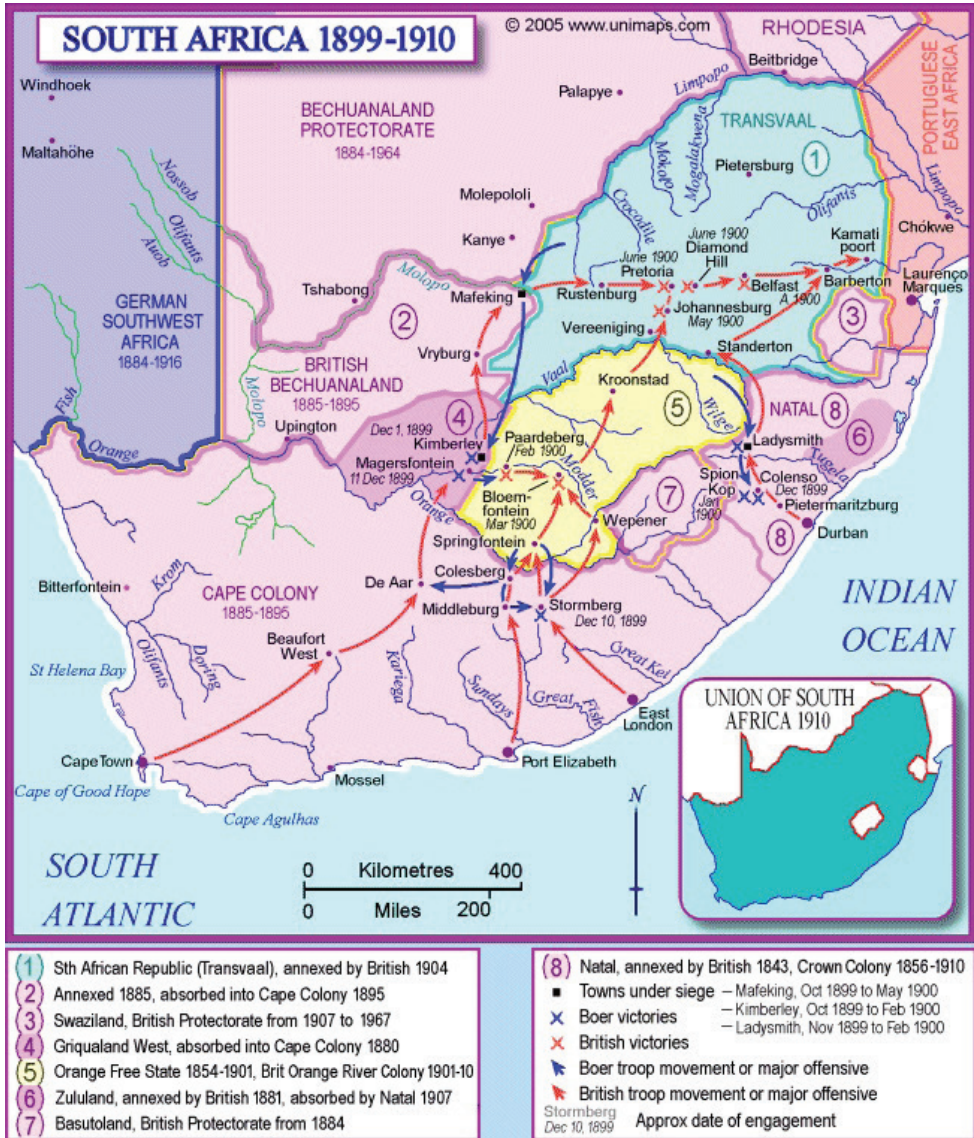 SOUTH AFRICA 1899-1910
© 2005 www.unimaps.com
RHODESIA
Beitbridge
Windhoek
Maltahöhe
BECHUANALAND
PROTECTORATE
1884-1964
Palapye
Limpopo
TRANSVAAL
1
PORTUGUESE
EAST AFRICA
Mokolo
Mogalakwena
Pietersburg
Nossob
Olifants
Auob
Molepololi
Kanye
Crocodile
Olifants
Limpopo
Chókwe
GERMAN
SOUTHWEST
AFRICA
1884-1916
Tshabong
Molopo
Mafeking
2
Rustenburg
June 1900
Pretoria
June 1900
Diamond
Hill
Belfast
A 1900
Kamati
poort
Barberton
Laurenço
Marques
Johannesburg
May 1900
Vereeniging
3
Standerton
Vryburg
BRITISH
BECHUANALAND
1885-1895
Molopo
Fish
Orange
Upington
Vaal
Kroonstad
5
Wilge
NATAL 8
6
4
Dec 1, 1899
Kimberley
Magersfontein
11 Dec 1899
Paardeberg
Feb 1900
Modder
Bloem-
fontein
Mar 1900
Ladysmith
Tugela
Spion
Kop
Jan
1900
Colenso
Dec 1899
Pietermaritzburg
Durban
7
8
Orange
Wepener
Springfontein
Bitterfontein
Krom
CAPE COLONY
1885-1895
De Aar
Colesberg
Middleburg
Stormberg
Dec 10, 1899
INDIAN
OCEAN
Beaufort
West
St Helena Bay
Olifants
Doring
Kariega
Sundays
Great
Fish
Great Kei
East
London
Cape Town
Port Elizabeth
Mossel
Cape of Good Hope
Cape Agulhas
SOUTH
ATLANTIC
0 Kilometres 400
0 Miles 200
N
UNION OF SOUTH
AFRICA 1910
(1) Sth African Republic (Transvaal), annexed by British 1904
(2) Annexed 1885, absorbed into Cape Colony 1895
(3) Swaziland, British Protectorate from 1907 to 1967
(4) Griqualand West, absorbed into Cape Colony 1880
(5) Orange Free State 1854-1901, Brit Orange River Colony 1901-10
(6) Zululand, annexed by British 1881, absorbed by Natal 1907
(7) Basutoland, British Protectorate from 1884
(8) Natal, annexed by British 1843, Crown Colony 1856-1910
Towns under siege – Mafeking, Oct 1899 to May 1900
– Kimberley, Oct 1899 to Feb 1900
– Ladysmith, Nov 1899 to Feb 1900
Boer victories
British victories
Boer troop movement or major offensive
British troop movement or major offensive
Stormberg
Dec 10, 1899
Approx date of engagement